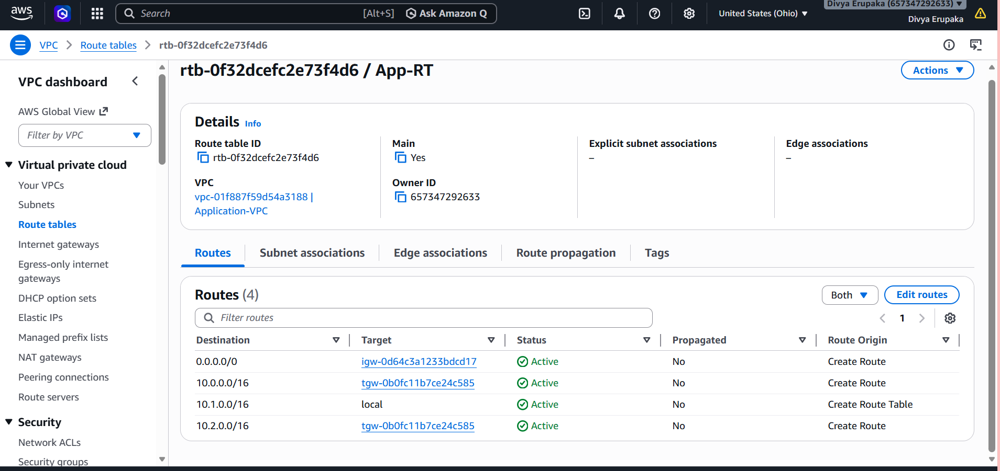 aws
Search
[Alt+S]
Ask Amazon Q
United States (Ohio)
Divya Erupaka (657347292633)
Divya Erupaka
VPC
Route tables
rtb-0f32dcefc2e73f4d6
VPC dashboard
AWS Global View
Filter by VPC
Virtual private cloud
Your VPCs
Subnets
Route tables
Internet gateways
Egress-only internet
gateways
DHCP option sets
Elastic IPs
Managed prefix lists
NAT gateways
Peering connections
Route servers
Security
Network ACLs
Security groups
rtb-0f32dcefc2e73f4d6 / App-RT
Actions
Details Info
Route table ID
rtb-0f32dcefc2e73f4d6
Main
Yes
Explicit subnet associations
–
Edge associations
–
VPC
vpc-01f887f59d54a3188 |
Application-VPC
Owner ID
657347292633
Routes
Subnet associations
Edge associations
Route propagation
Tags
Routes (4)
Both
Edit routes
Filter routes
1
Destination Target Status Propagated Route Origin
0.0.0.0/0 igw-0d64c3a1233bdcd17 Active No Create Route
10.0.0.0/16 tgw-0b0fc11b7ce24c585 Active No Create Route
10.1.0.0/16 local Active No Create Route Table
10.2.0.0/16 tgw-0b0fc11b7ce24c585 Active No Create Route